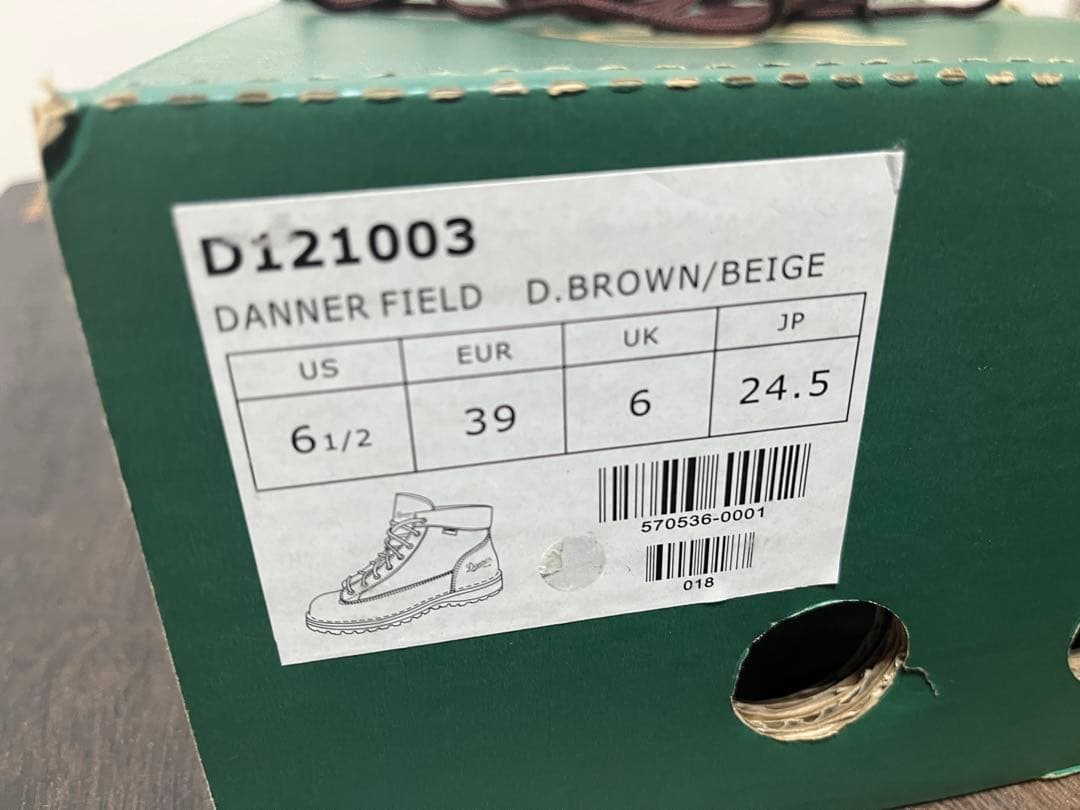 D121003
DANNER FIELD D.BROWN/BEIGE
US EUR UK JP
6 1/2 39 6 24.5
570536-0001
018
Danner